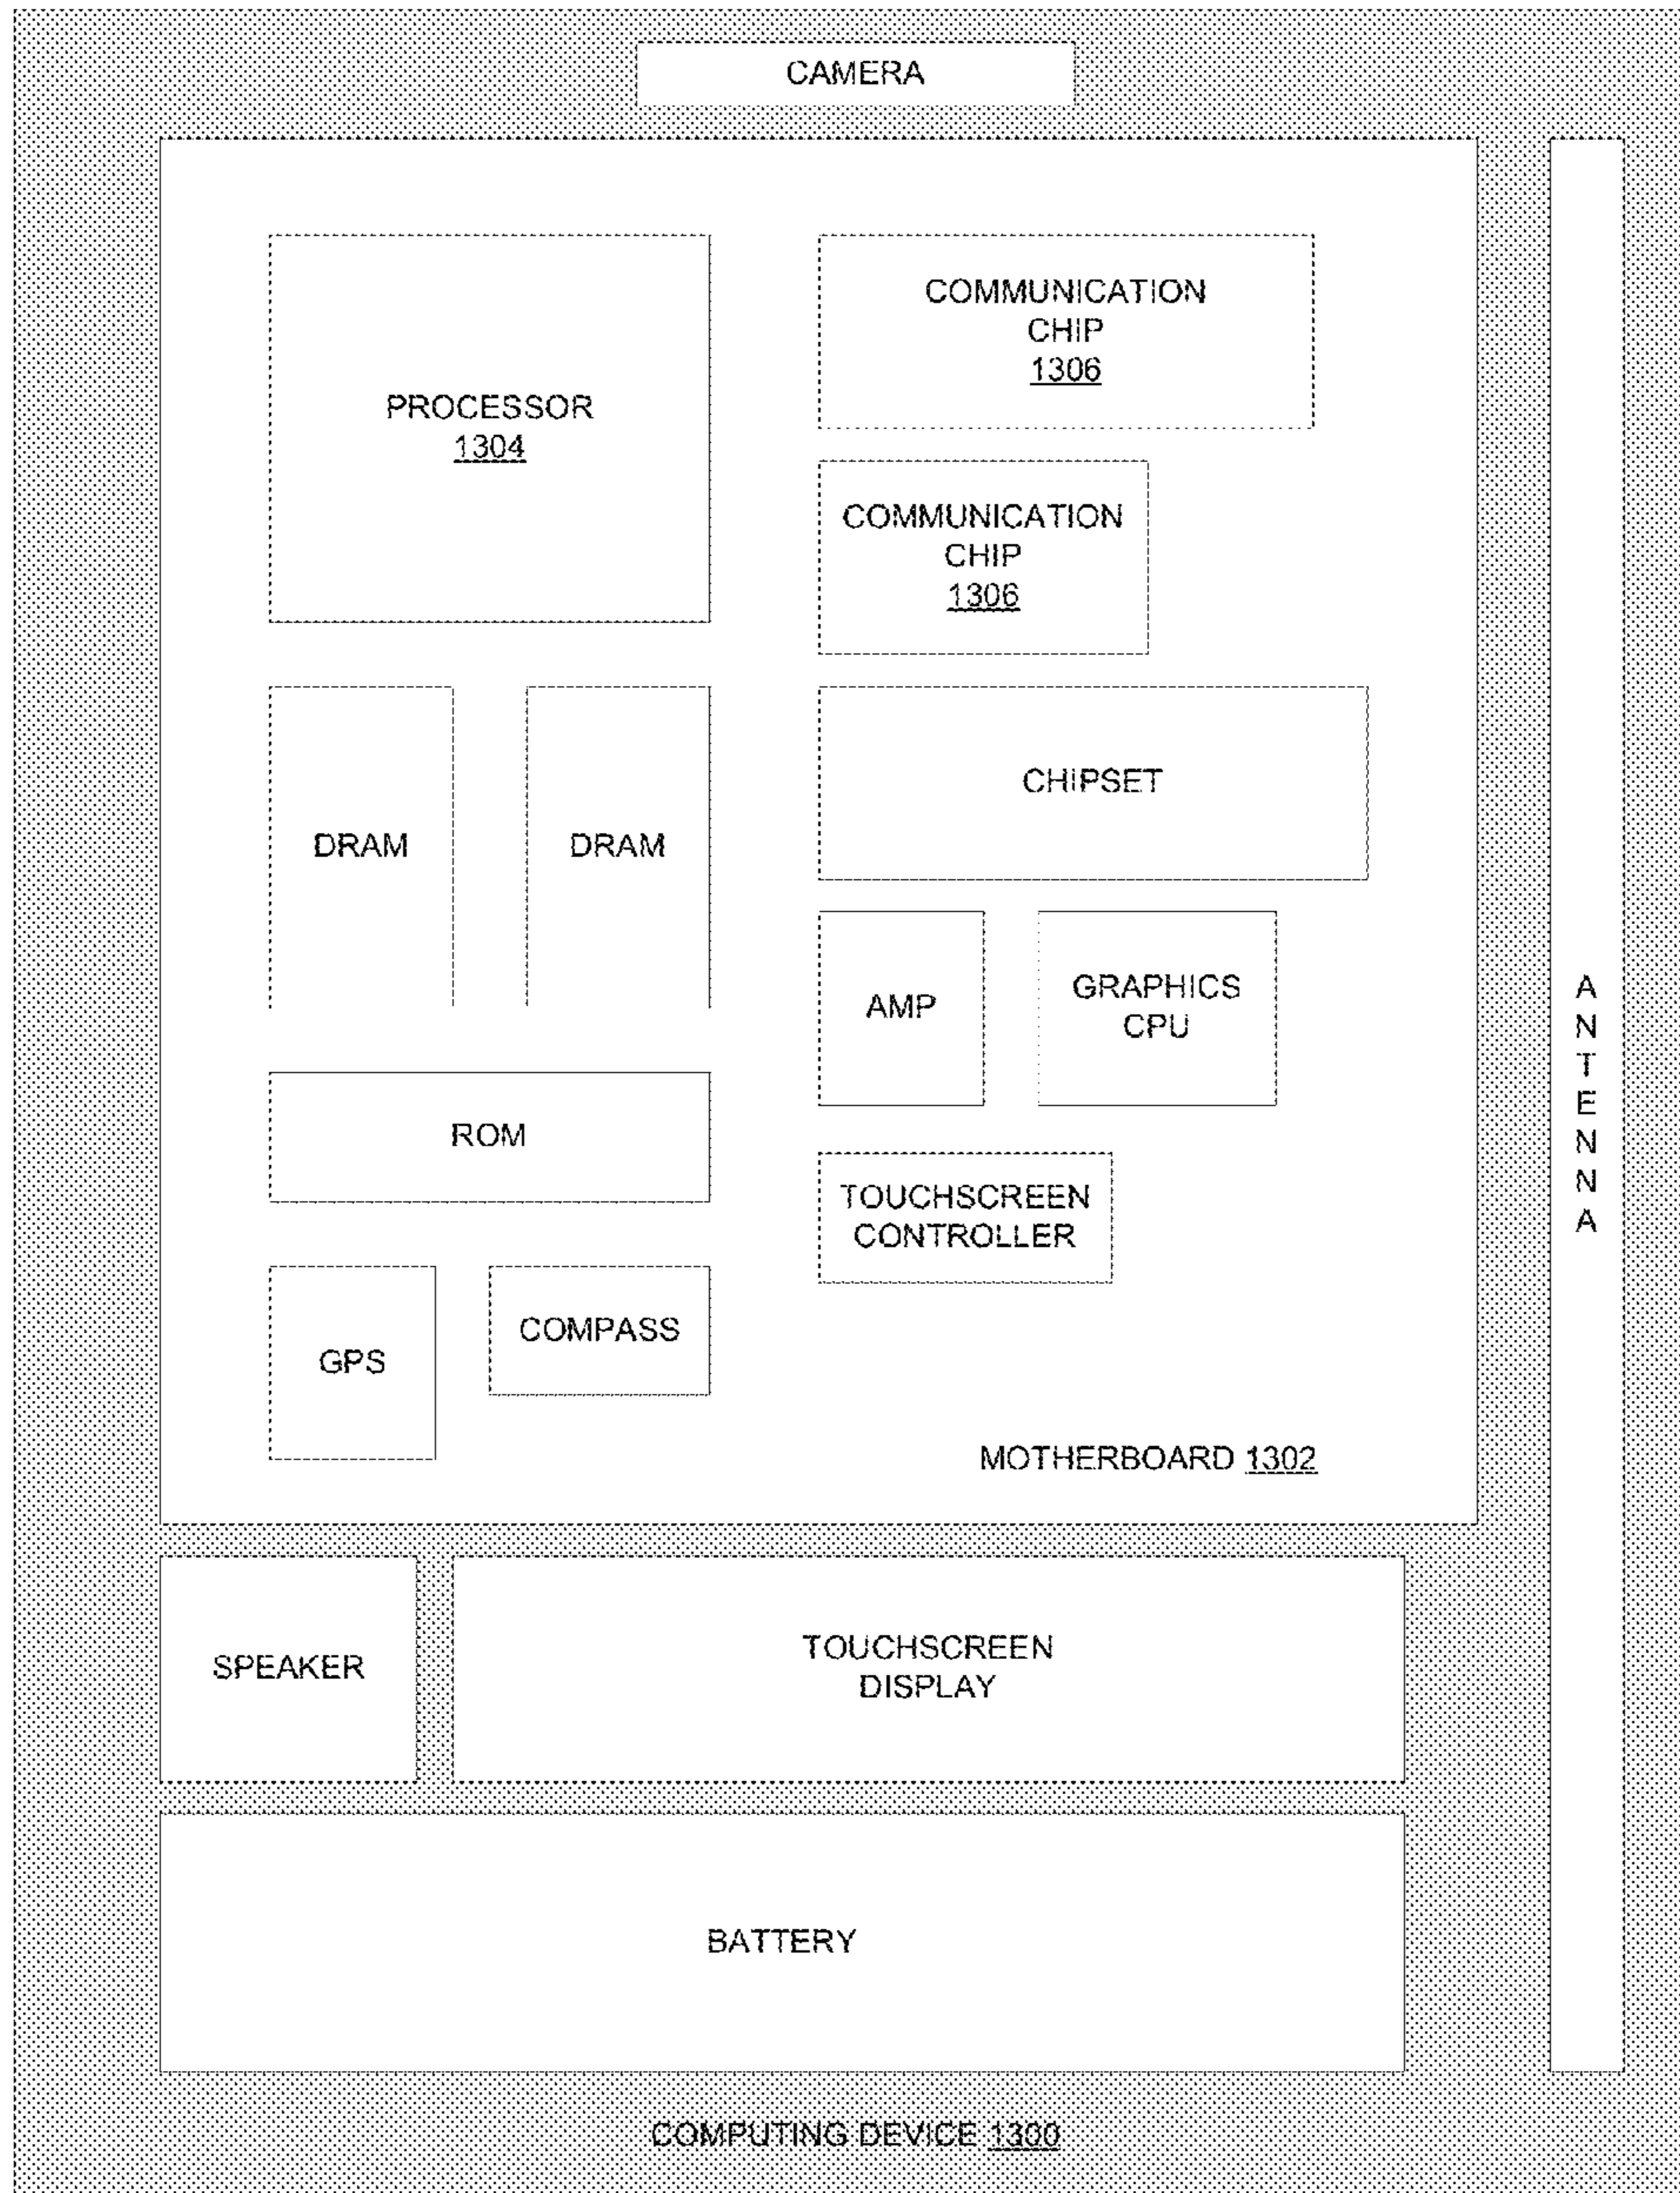 CAMERA
PROCESSOR
1304
COMMUNICATION
CHIP
1306
COMMUNICATION
CHIP
1306
DRAM
DRAM
CHIPSET
AMP
GRAPHICS
CPU
ROM
TOUCHSCREEN
CONTROLLER
GPS
COMPASS
MOTHERBOARD 1302
A
N
T
E
N
N
A
SPEAKER
TOUCHSCREEN
DISPLAY
BATTERY
COMPUTING DEVICE 1300